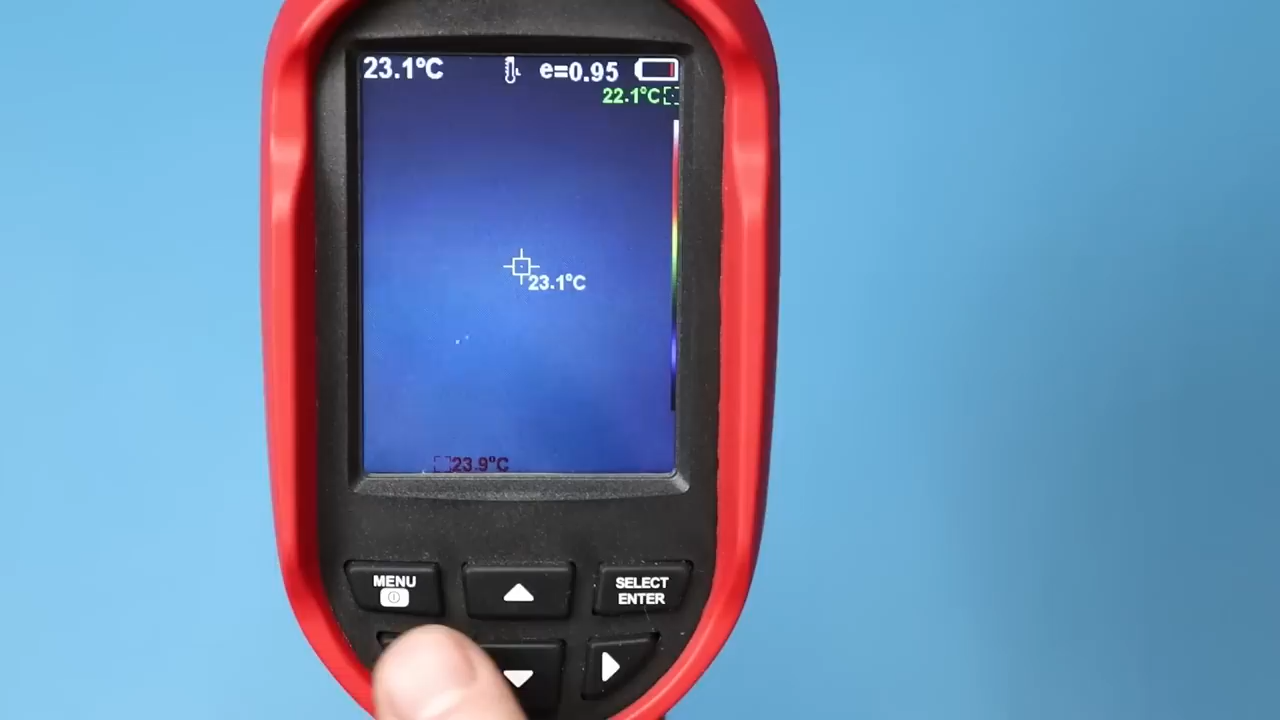 23.1°C e=0.95
22.1°C
23.1°C
23.9°C
MENU
SELECT
ENTER